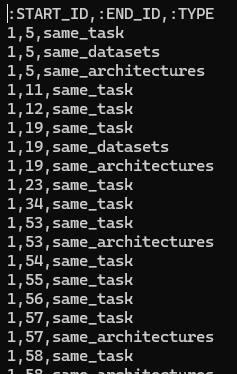 :START_ID,:END_ID,:TYPE
1,5,same_task
1,5,same_datasets
1,5,same_architectures
1,11,same_task
1,12,same_task
1,19,same_task
1,19,same_datasets
1,19,same_architectures
1,23,same_task
1,34,same_task
1,53,same_task
1,53,same_architectures
1,54,same_task
1,55,same_task
1,56,same_task
1,57,same_task
1,57,same_architectures
1,58,same_task
1,58,same_architectures